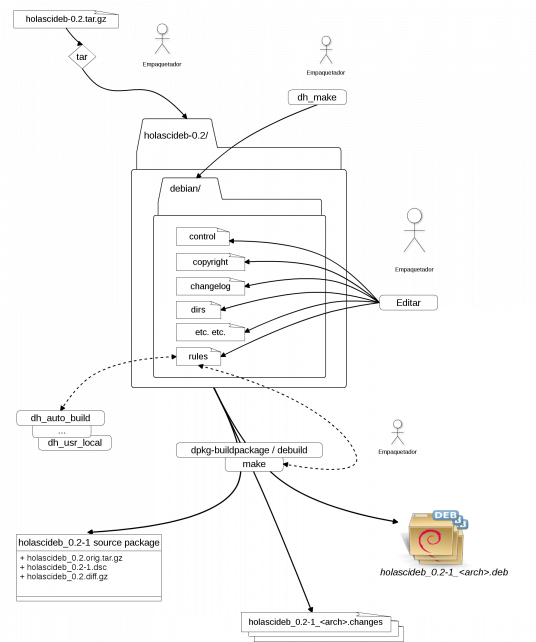 holascideb-0.2.tar.gz
tar
Empaquetador
Empaquetador
dh_make
holascideb-0.2/
debian/
control
copyright
changelog
dirs
etc. etc.
rules
Empaquetador
Editar
dh_auto_build
...
dh_usr_local
dpkg-buildpackage / debuild
make
Empaquetador
holascideb_0.2-1 source package
+ holascideb_0.2.orig.tar.gz
+ holascideb_0.2-1.dsc
+ holascideb_0.2.diff.gz
DEB
holascideb_0.2-1_<arch>.deb
holascideb_0.2-1_<arch>.changes